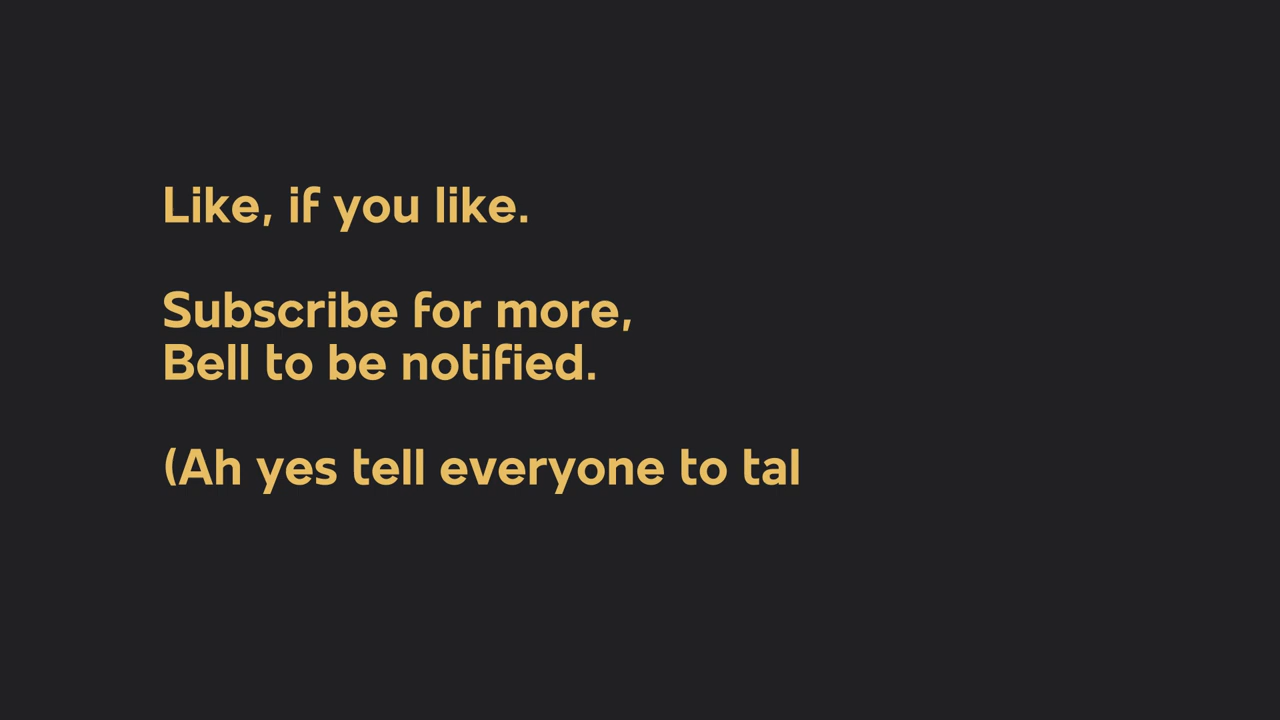 Like, if you like.
Subscribe for more,
Bell to be notified.
(Ah yes tell everyone to tal